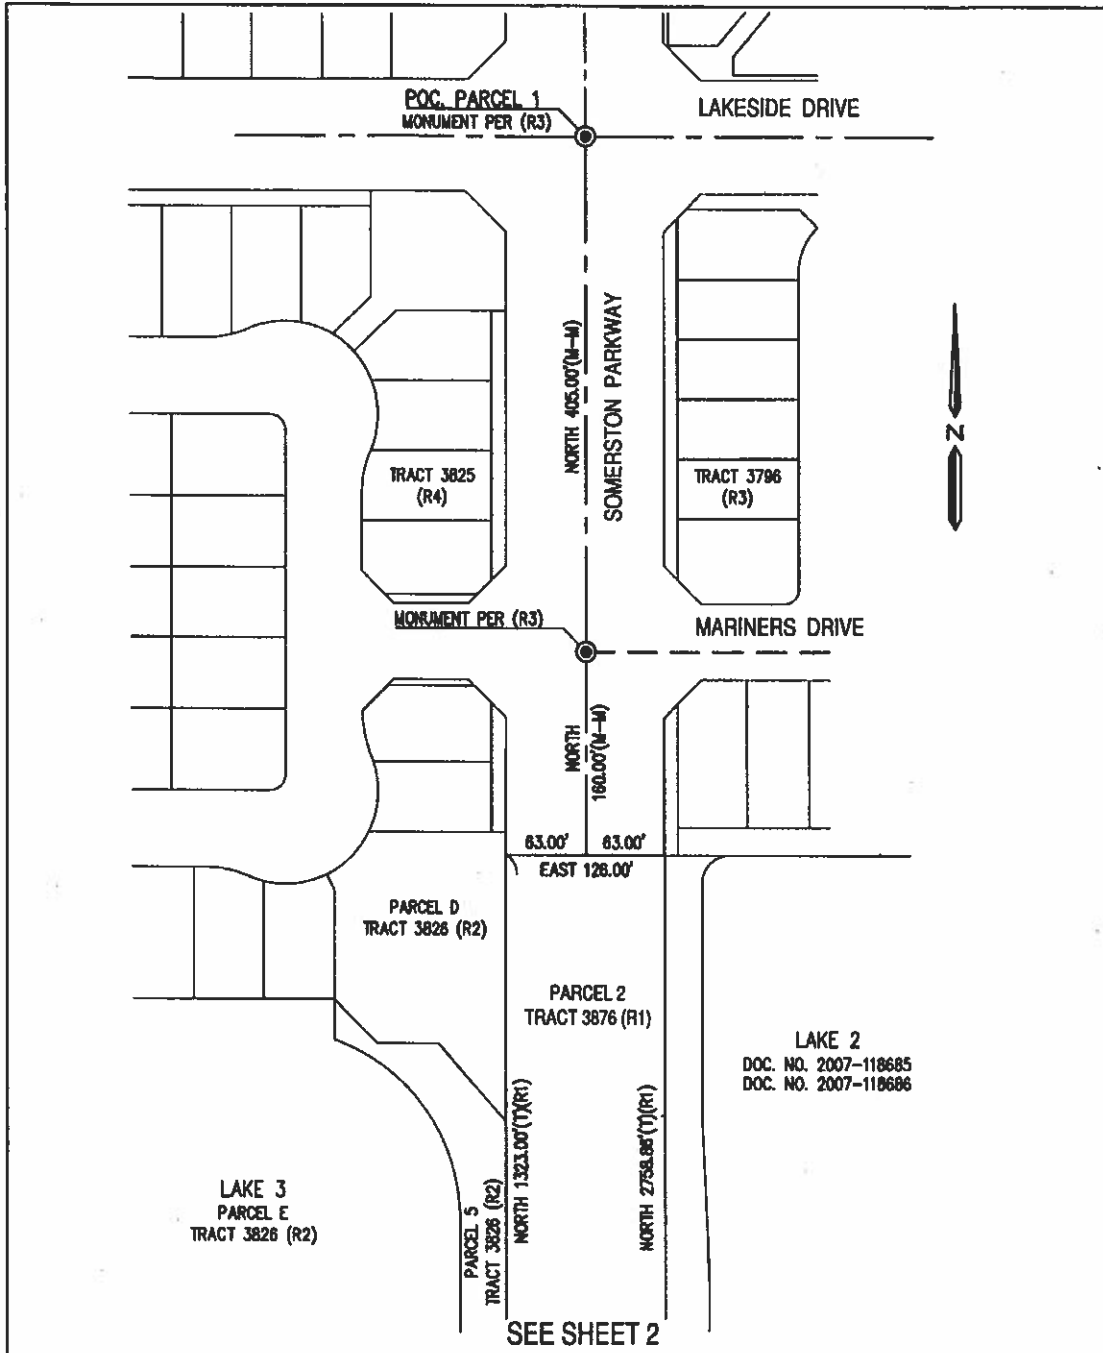 POC, PARCEL 1
MONUMENT PER (R3)
LAKESIDE DRIVE
NORTH 405.00'(M-M)
SOMERSTON PARKWAY
TRACT 3825
(R4)
TRACT 3796
(R3)
N
MONUMENT PER (R3)
MARINERS DRIVE
NORTH
160.00'(M-M)
63.00'
63.00'
EAST 126.00'
PARCEL D
TRACT 3826 (R2)
PARCEL 2
TRACT 3876 (R1)
LAKE 2
DOC. NO. 2007-118685
DOC. NO. 2007-118686
NORTH 1323.00'(T)(R1)
NORTH 2758.86'(T)(R1)
LAKE 3
PARCEL E
TRACT 3826 (R2)
PARCEL 5
TRACT 3826 (R2)
SEE SHEET 2